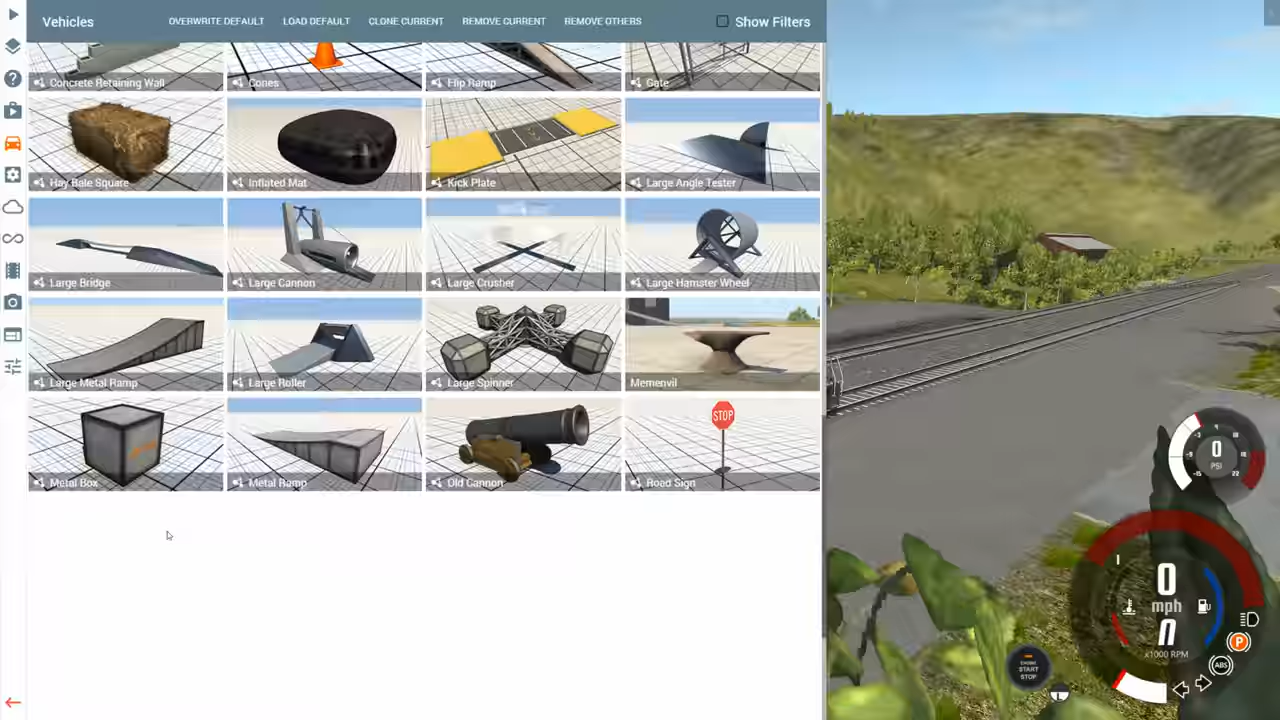 Vehicles
OVERWRITE DEFAULT
LOAD DEFAULT
CLONE CURRENT
REMOVE CURRENT
REMOVE OTHERS
Show Filters
Concrete Retaining Wall
Cones
Flip Ramp
Gate
Hay Bale Square
Inflated Mat
Kick Plate
Large Angle Tester
Large Bridge
Large Cannon
Large Crusher
Large Hamster Wheel
Large Metal Ramp
Large Roller
Large Spinner
Memenvil
Metal Box
Metal Ramp
Old Cannon
STOP
Road Sign
0
PSI
0
mph
0
x1000 RPM
P
ABS
ENGINE
START
STOP